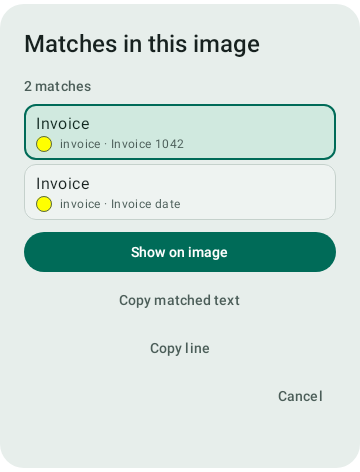 Matches in this image
2 matches
Invoice
invoice · Invoice 1042
Invoice
invoice · Invoice date
Show on image
Copy matched text
Copy line
Cancel